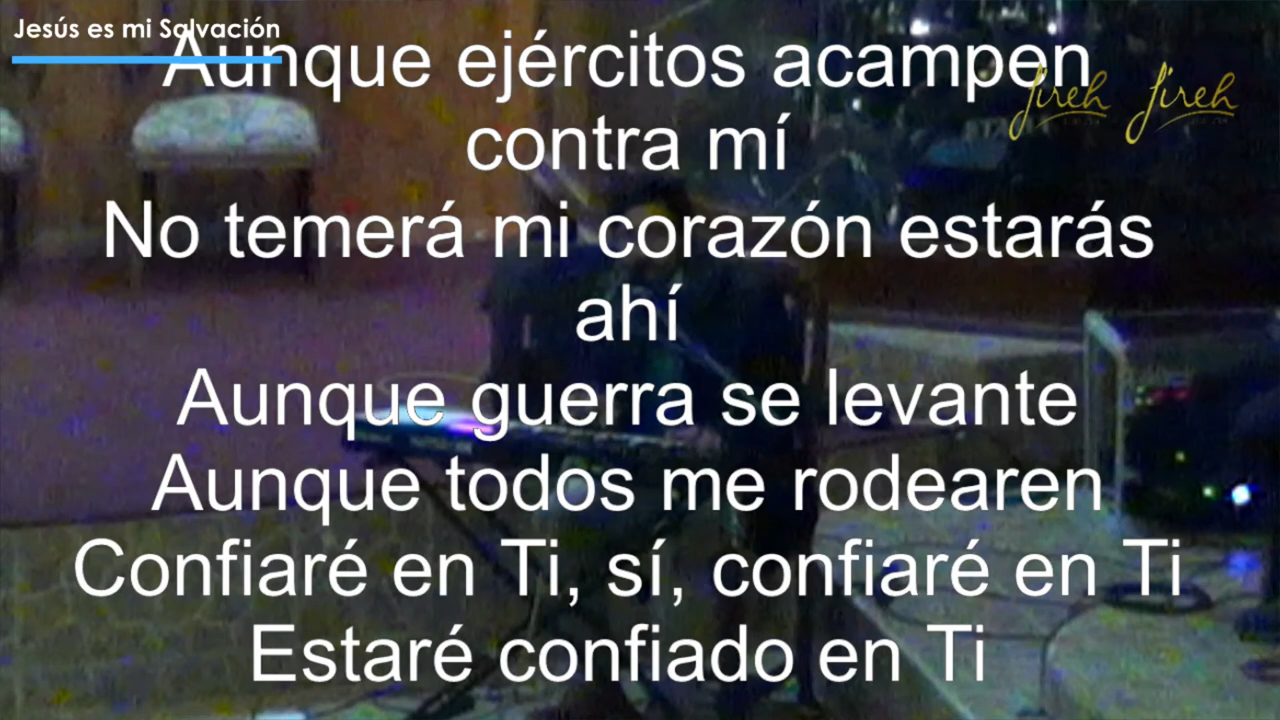 Jesús es mi Salvación
Aunque ejércitos acampen
contra mí
No temerá mi corazón estarás
ahí
Aunque guerra se levante
Aunque todos me rodearen
Confiaré en Ti, sí, confiaré en Ti
Estaré confiado en Ti
Jireh Jireh